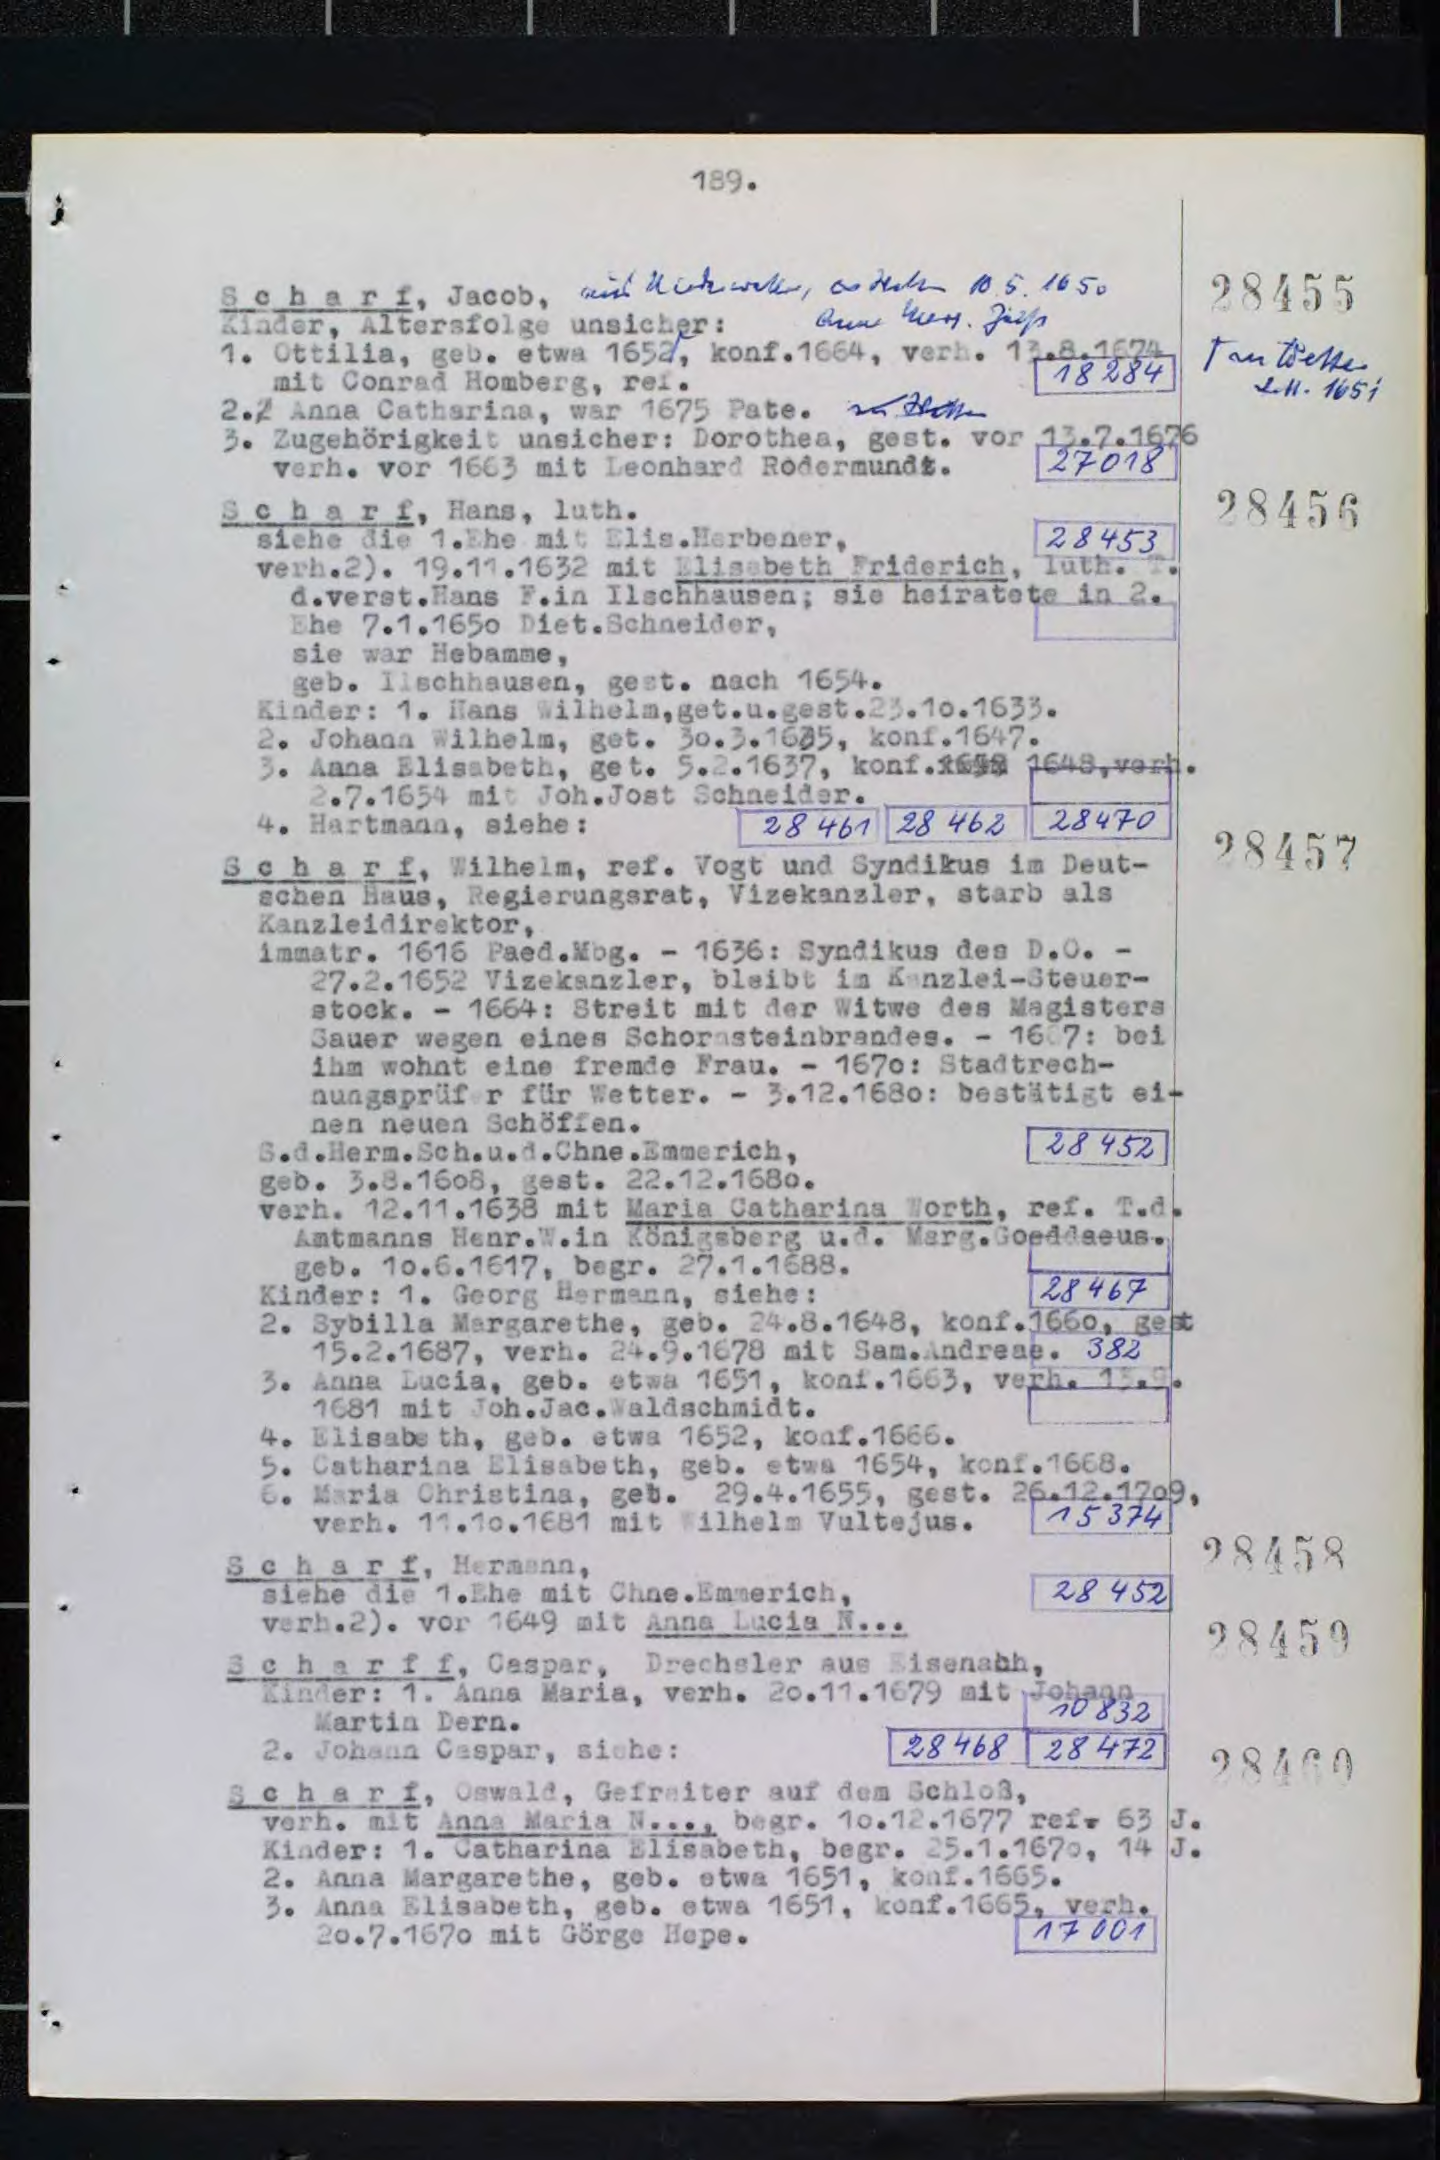 189.
Scharf, Jacob, 10.5.1650
28455
Kinder, Altersfolge unsicher:
1. Ottilia, geb. etwa 1652, konf.1664, verh. 13.8.1674
mit Conrad Homberg, ref. 18284
1651
2. Anna Catharina, war 1675 Pate.
3. Zugehörigkeit unsicher: Dorothea, gest. vor 13.7.1676
verh. vor 1663 mit Leonhard Rodermundt. 27018
Scharf, Hans, luth.
28456
siehe die 1.Ehe mit Elis.Herbener, 28453
verh.2). 19.11.1632 mit Elisabeth Friderich, luth. T.
d.verst.Hans F.in Ilschhausen; sie heiratete in 2.
Ehe 7.1.1650 Diet.Schneider,
sie war Hebamme,
geb. Ilschhausen, gest. nach 1654.
Kinder: 1. Hans Wilhelm,get.u.gest.23.10.1633.
2. Johann Wilhelm, get. 30.3.1635, konf.1647.
3. Anna Elisabeth, get. 5.2.1637, konf. 1648,verh.
2.7.1654 mit Joh.Jost Schneider.
4. Hartmann, siehe: 28461 28462 28470
Scharf, Wilhelm, ref. Vogt und Syndikus im Deut-
28457
schen Haus, Regierungsrat, Vizekanzler, starb als
Kanzleidirektor,
immatr. 1616 Paed.Mbg. - 1636: Syndikus des D.O. -
27.2.1652 Vizekanzler, bleibt im Kanzlei-Steuer-
stock. - 1664: Streit mit der Witwe des Magisters
Sauer wegen eines Schornsteinbrandes. - 1667: bei
ihm wohnt eine fremde Frau. - 1670: Stadtrech-
nungsprüfer für Wetter. - 3.12.1680: bestätigt ei-
nen neuen Schöffen.
S.d.Herm.Sch.u.d.Chne.Emmerich, 28452
geb. 3.8.1608, gest. 22.12.1680.
verh. 12.11.1638 mit Maria Catharina Worth, ref. T.d.
Amtmanns Henr.W.in Königsberg u.d. Marg.Goeddaeus.
geb. 10.6.1617, begr. 27.1.1688.
Kinder: 1. Georg Hermann, siehe: 28467
2. Sybilla Margarethe, geb. 24.8.1648, konf.1660, gest
15.2.1687, verh. 24.9.1678 mit Sam.Andreae. 382
3. Anna Lucia, geb. etwa 1651, konf.1663, verh. 13.9.
1681 mit Joh.Jac.Waldschmidt.
4. Elisabeth, geb. etwa 1652, konf.1666.
5. Catharina Elisabeth, geb. etwa 1654, konf.1668.
6. Maria Christina, geb. 29.4.1655, gest. 26.12.1709,
verh. 11.10.1681 mit Wilhelm Vultejus. 15374
Scharf, Hermann,
28458
siehe die 1.Ehe mit Chne.Emmerich, 28452
verh.2). vor 1649 mit Anna Lucia N...
28459
Scharff, Caspar, Drechsler aus Eisenach,
Kinder: 1. Anna Maria, verh. 20.11.1679 mit Johann
Martin Dern. 10832
2. Johann Caspar, siehe: 28468 28472
28460
Scharf, Oswald, Gefreiter auf dem Schloß,
verh. mit Anna Maria N..., begr. 10.12.1677 ref. 63 J.
Kinder: 1. Catharina Elisabeth, begr. 25.1.1670, 14 J.
2. Anna Margarethe, geb. etwa 1651, konf.1665.
3. Anna Elisabeth, geb. etwa 1651, konf.1665, verh.
20.7.1670 mit Görge Hepe. 17001